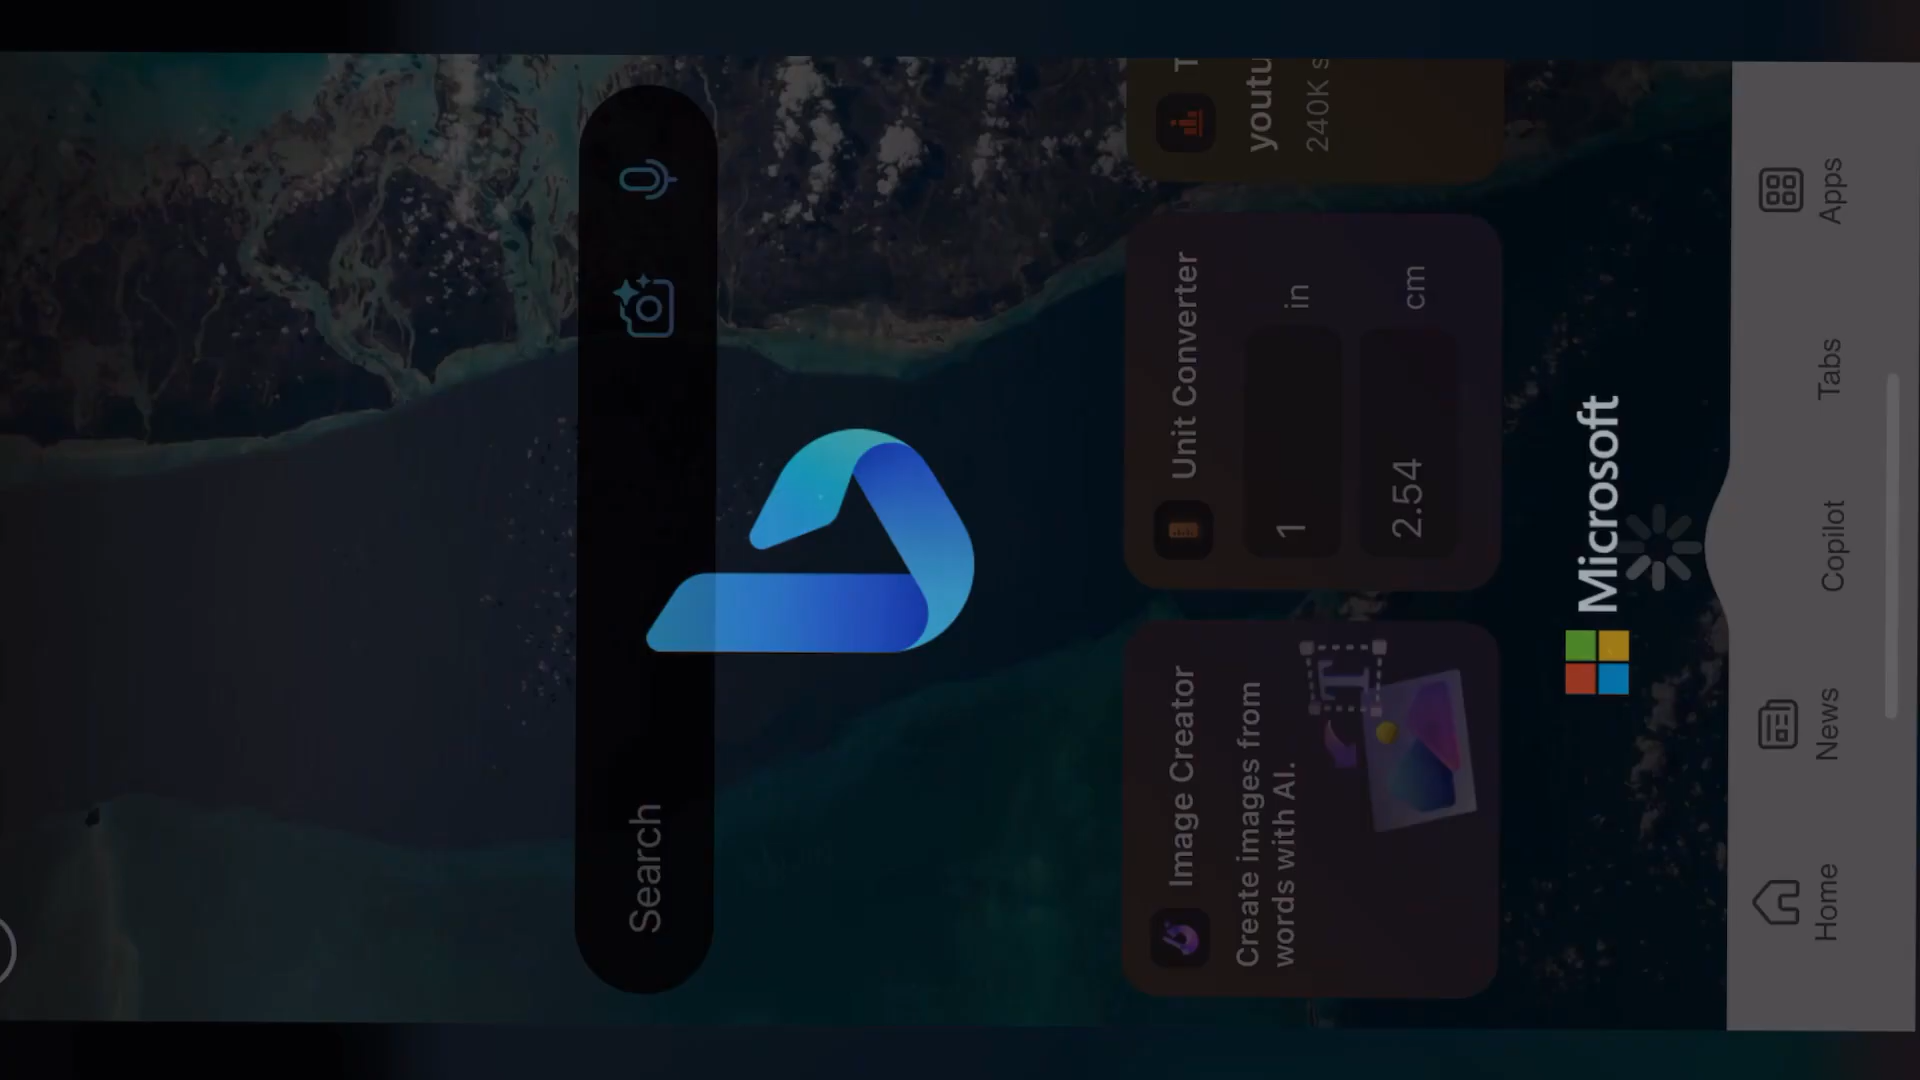 Search
Image Creator
Create images from
words with AI.
Unit Converter
in
1
cm
2.54
T
youtu
240K s
Microsoft
Home
News
Copilot
Tabs
Apps